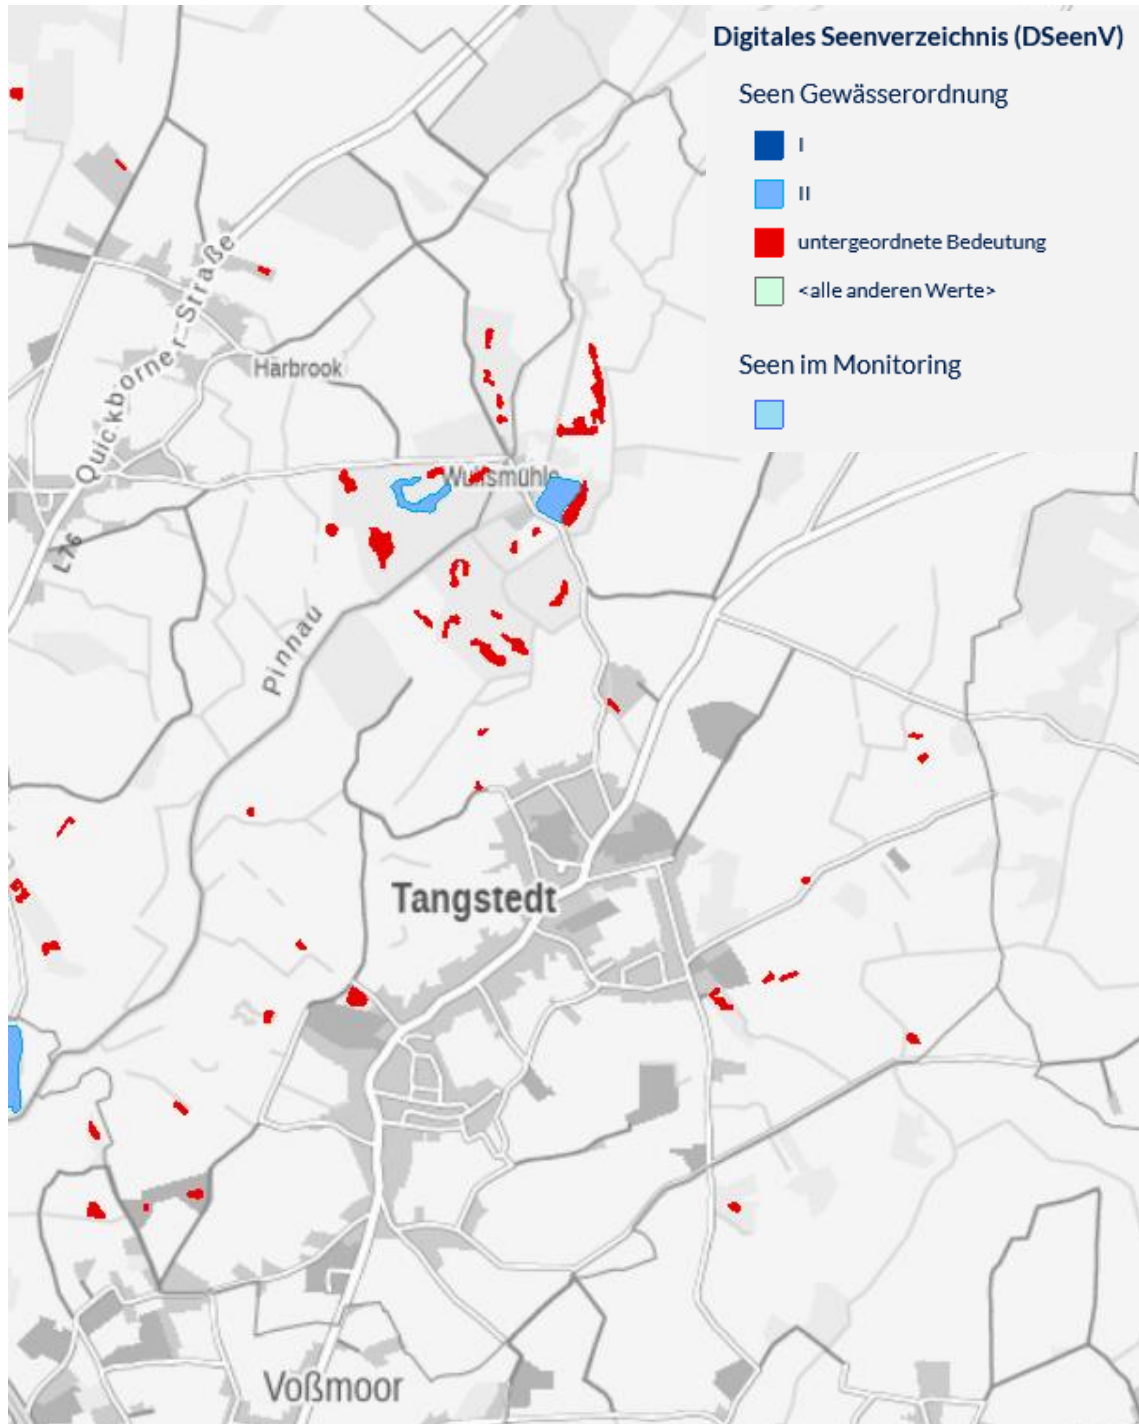 Digitales Seenverzeichnis (DSeenV)
Seen Gewässerordnung
I
II
untergeordnete Bedeutung
<alle anderen Werte>
Seen im Monitoring
Quickborner-Straße
Harbrook
Wulfsmühle
L76
Pinnau
Tangstedt
Voßmoor